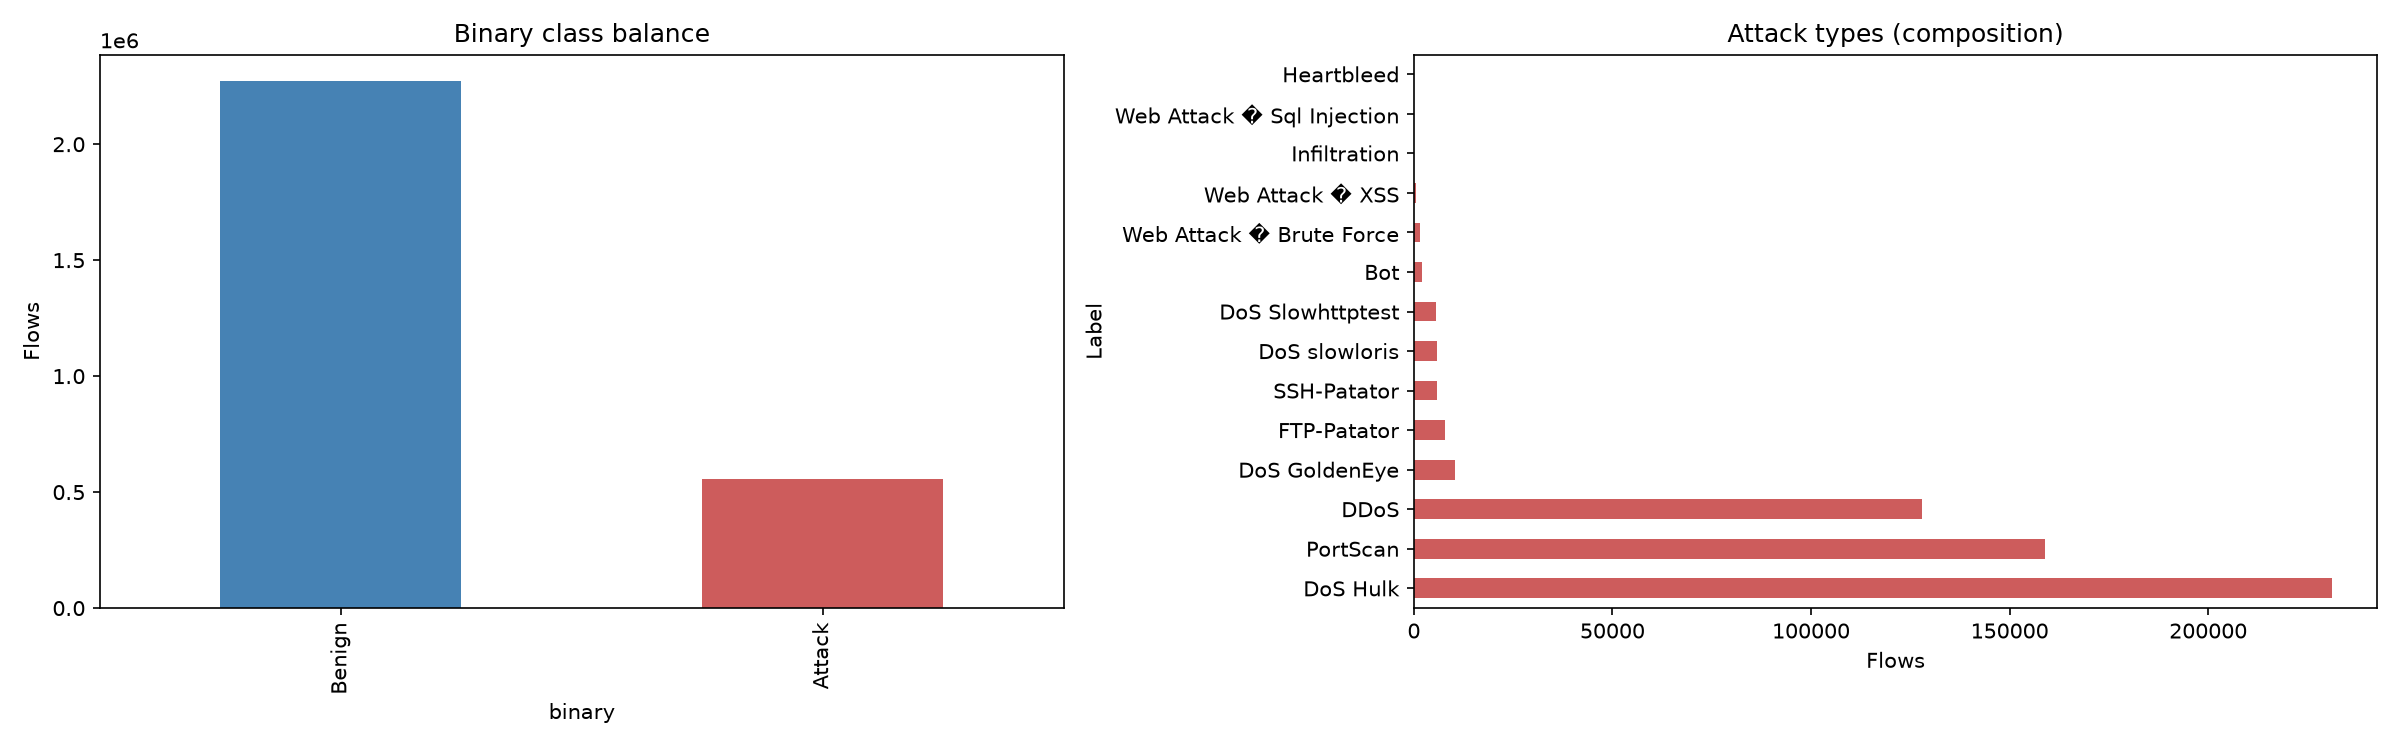 Binary class balance
1e6
2.0
1.5
1.0
0.5
0.0
Flows
Benign
Attack
binary
Attack types (composition)
Label
Heartbleed
Web Attack � Sql Injection
Infiltration
Web Attack � XSS
Web Attack � Brute Force
Bot
DoS Slowhttptest
DoS slowloris
SSH-Patator
FTP-Patator
DoS GoldenEye
DDoS
PortScan
DoS Hulk
0 50000 100000 150000 200000
Flows